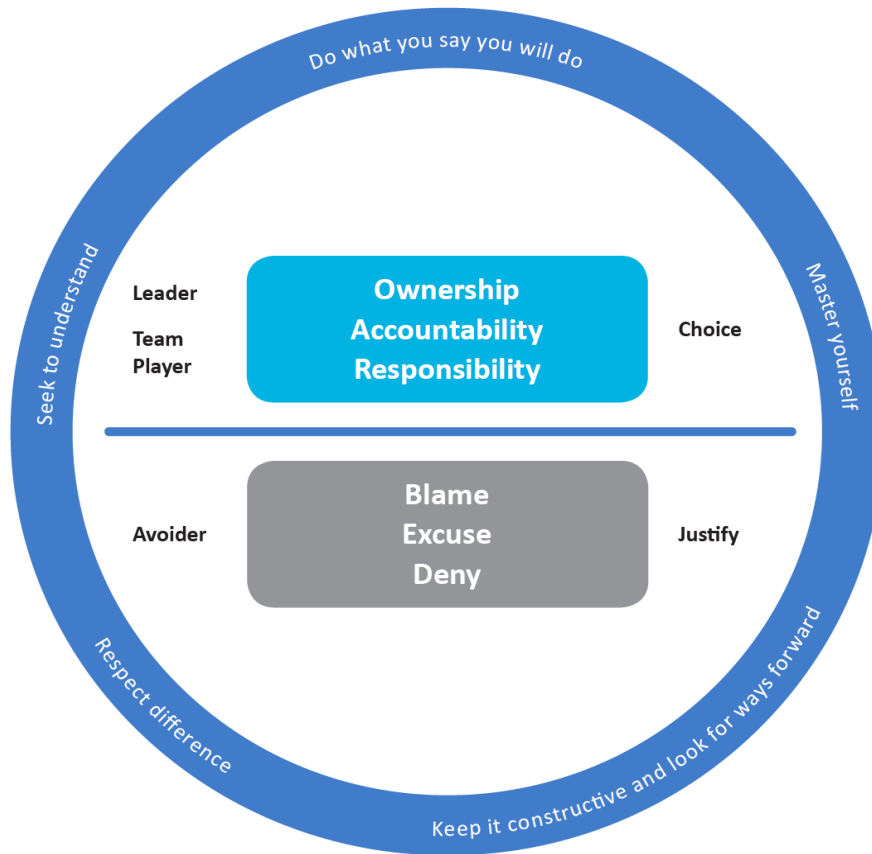 Do what you say you will do
Seek to understand
Master yourself
Leader
Team
Player
Ownership
Accountability
Responsibility
Choice
Avoider
Blame
Excuse
Deny
Justify
Respect difference
Keep it constructive and look for ways forward